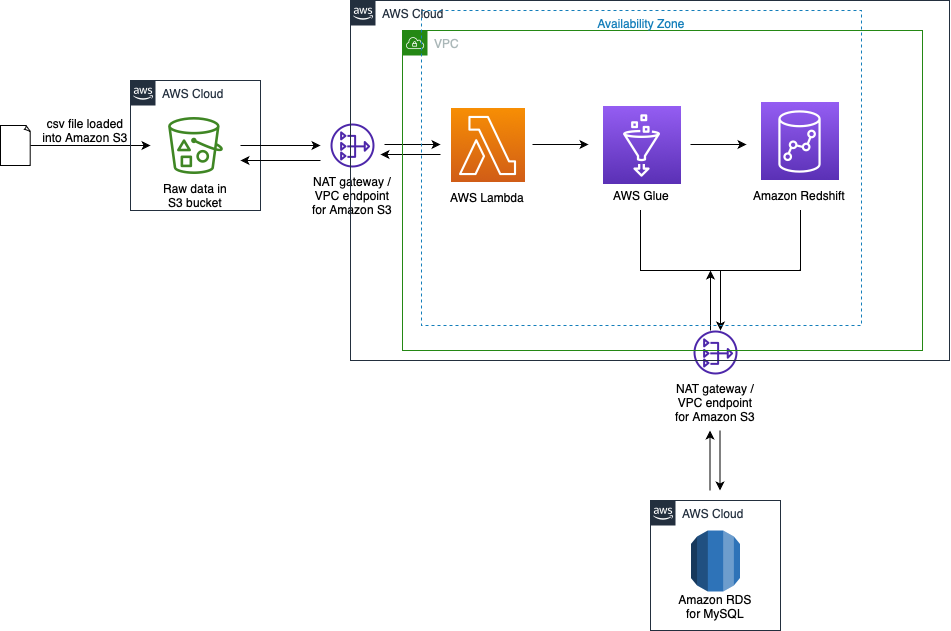 aws
AWS Cloud
Availability Zone
VPC
aws
AWS Cloud
csv file loaded
into Amazon S3
Raw data in
S3 bucket
NAT gateway /
VPC endpoint
for Amazon S3
AWS Lambda
AWS Glue
Amazon Redshift
NAT gateway /
VPC endpoint
for Amazon S3
aws
AWS Cloud
Amazon RDS
for MySQL